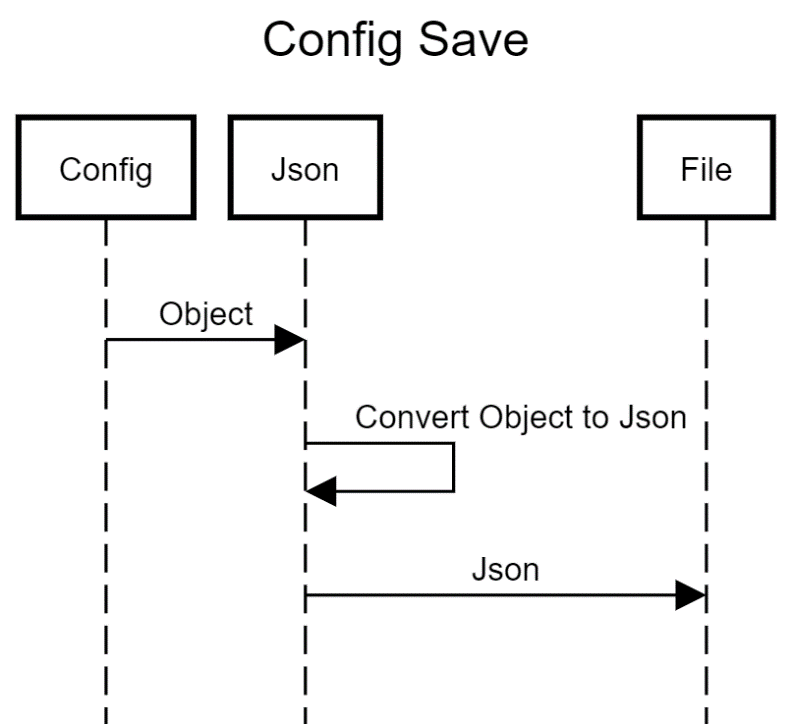 Config Save
Config
Json
File
Object
Convert Object to Json
Json